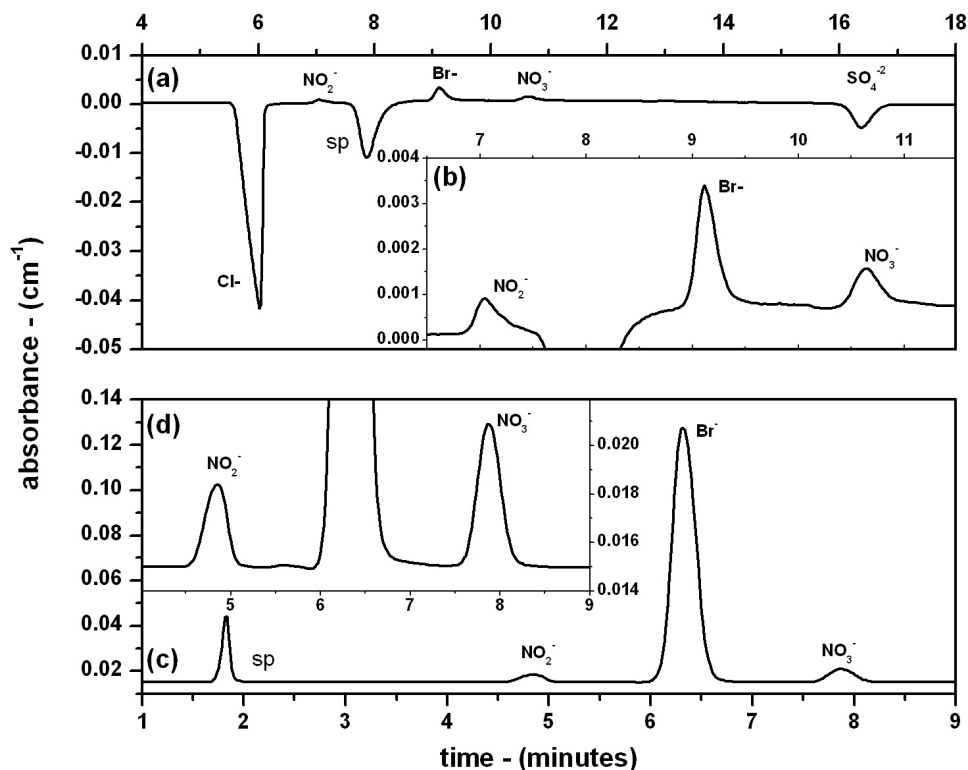 4 6 8 10 12 14 16 18
0.01
0.00
-0.01
-0.02
-0.03
-0.04
-0.05
(a)
Cl-
NO₂⁻
sp
Br-
NO₃⁻
SO₄⁻²
7 8 9 10 11
0.004
0.003
0.002
0.001
0.000
(b)
NO₂⁻
Br-
NO₃⁻
absorbance - (cm⁻¹)
0.14
0.12
0.10
0.08
0.06
0.04
0.02
(d)
NO₂⁻
NO₃⁻
0.020
0.018
0.016
0.014
5 6 7 8 9
Br⁻
(c)
sp
NO₂⁻
NO₃⁻
1 2 3 4 5 6 7 8 9
time - (minutes)